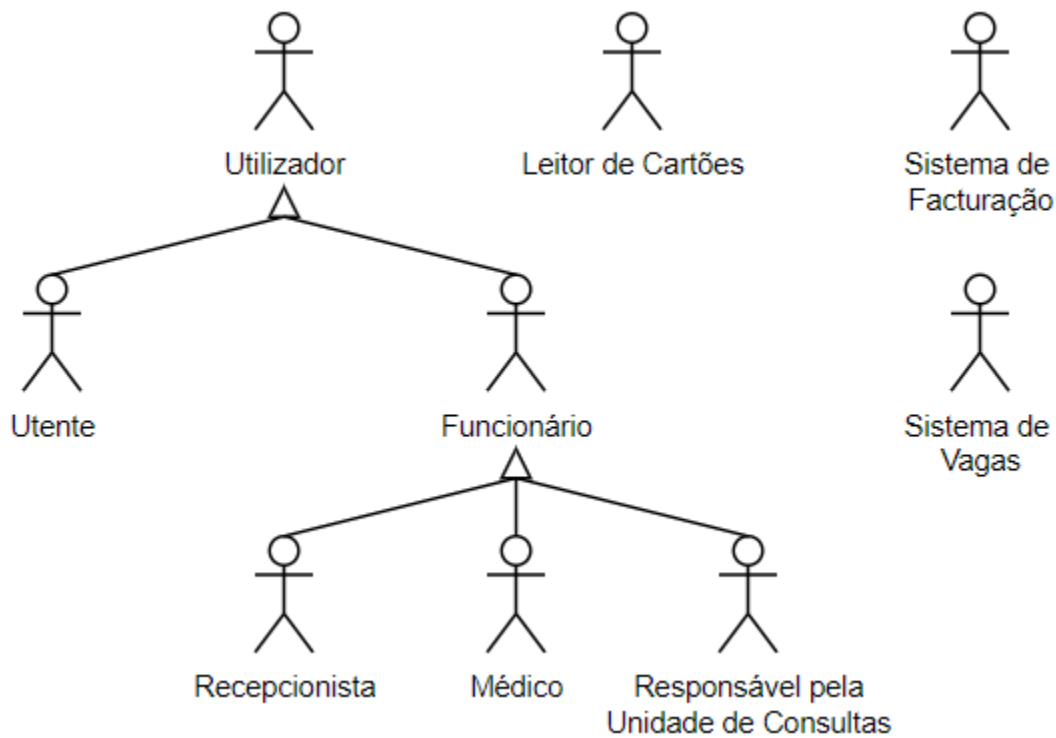 Utilizador
Leitor de Cartões
Sistema de
Facturação
Utente
Funcionário
Sistema de
Vagas
Recepcionista
Médico
Responsável pela
Unidade de Consultas